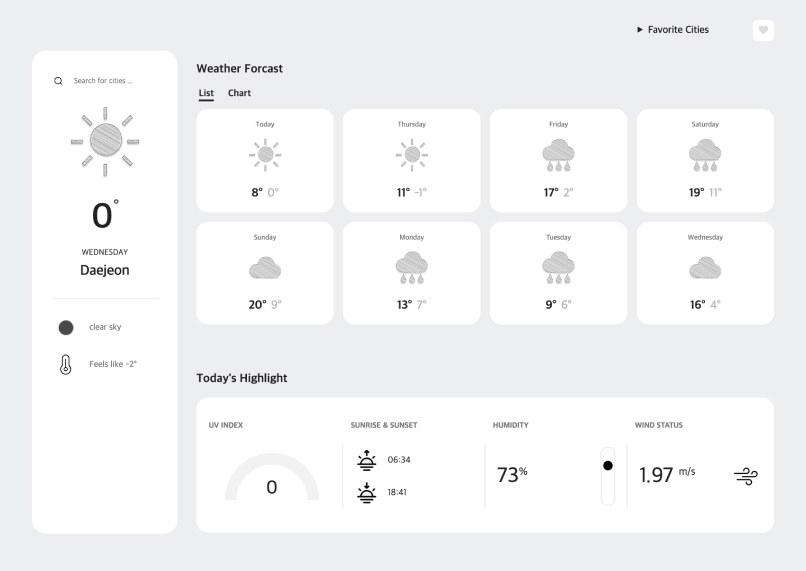 ▶ Favorite Cities
Search for cities ...
0°
WEDNESDAY
Daejeon
clear sky
Feels like -2°
Weather Forcast
List Chart
Today
8° 0°
Thursday
11° -1°
Friday
17° 2°
Saturday
19° 11°
Sunday
20° 9°
Monday
13° 7°
Tuesday
9° 6°
Wednesday
16° 4°
Today's Highlight
UV INDEX
0
SUNRISE & SUNSET
06:34
18:41
HUMIDITY
73%
WIND STATUS
1.97 m/s